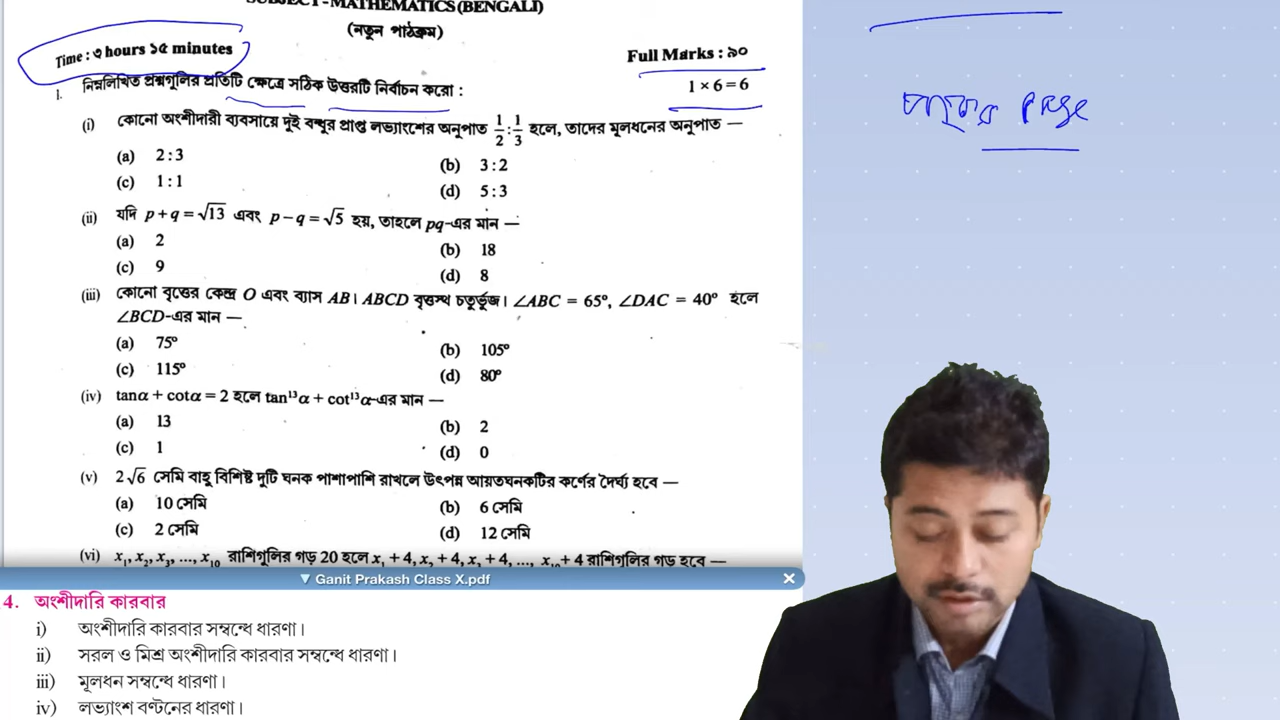 SUBJECT - MATHEMATICS (BENGALI)
(নতুন পাঠক্রম)
Time : ৩ hours ১৫ minutes
Full Marks : ৯০
1. নিম্নলিখিত প্রশ্নগুলির প্রতিটি ক্ষেত্রে সঠিক উত্তরটি নির্বাচন করো :
1 × 6 = 6
(i) কোনো অংশীদারী ব্যবসায়ে দুই বন্ধুর প্রাপ্ত লভ্যাংশের অনুপাত 1/2 : 1/3 হলে, তাদের মূলধনের অনুপাত —
(a) 2 : 3 (b) 3 : 2
(c) 1 : 1 (d) 5 : 3
(ii) যদি p + q = √13 এবং p − q = √5 হয়, তাহলে pq-এর মান —
(a) 2 (b) 18
(c) 9 (d) 8
(iii) কোনো বৃত্তের কেন্দ্র O এবং ব্যাস AB। ABCD বৃত্তস্থ চতুর্ভুজ। ∠ABC = 65°, ∠DAC = 40° হলে
∠BCD-এর মান —
(a) 75° (b) 105°
(c) 115° (d) 80°
(iv) tanα + cotα = 2 হলে tan¹³α + cot¹³α-এর মান —
(a) 13 (b) 2
(c) 1 (d) 0
(v) 2√6 সেমি বাহু বিশিষ্ট দুটি ঘনক পাশাপাশি রাখলে উৎপন্ন আয়তঘনকটির কর্ণের দৈর্ঘ্য হবে —
(a) 10 সেমি (b) 6 সেমি
(c) 2 সেমি (d) 12 সেমি
(vi) x₁, x₂, x₃, ..., x₁₀ রাশিগুলির গড় 20 হলে x₁ + 4, x₂ + 4, x₃ + 4, ..., x₁₀ + 4 রাশিগুলির গড় হবে —
page
▼ Ganit Prakash Class X.pdf ✕
4. অংশীদারি কারবার
i) অংশীদারি কারবার সম্বন্ধে ধারণা।
ii) সরল ও মিশ্র অংশীদারি কারবার সম্বন্ধে ধারণা।
iii) মূলধন সম্বন্ধে ধারণা।
iv) লভ্যাংশ বণ্টনের ধারণা।